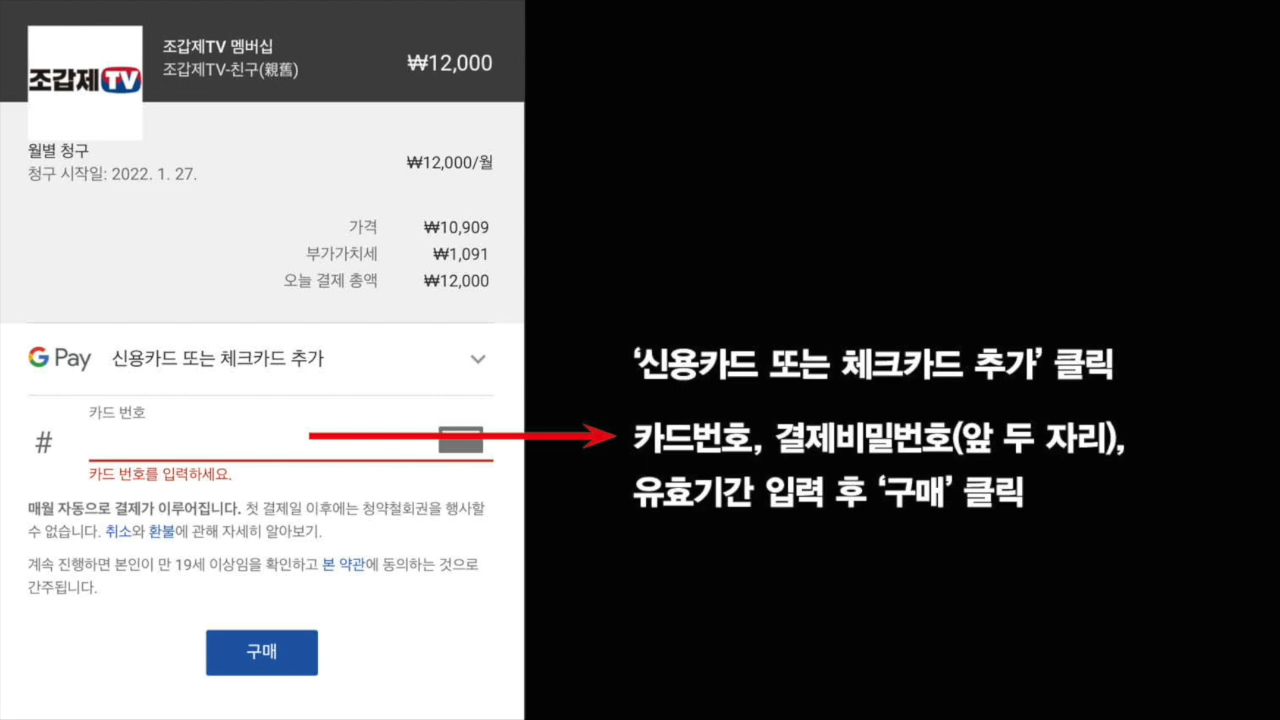 조갑제TV
조갑제TV 멤버십
조갑제TV-친구(親舊)
₩12,000
월별 청구
청구 시작일: 2022. 1. 27.
₩12,000/월
가격 ₩10,909
부가가치세 ₩1,091
오늘 결제 총액 ₩12,000
G Pay 신용카드 또는 체크카드 추가
카드 번호
#
카드 번호를 입력하세요.
매월 자동으로 결제가 이루어집니다. 첫 결제일 이후에는 청약철회권을 행사할
수 없습니다. 취소와 환불에 관해 자세히 알아보기.
계속 진행하면 본인이 만 19세 이상임을 확인하고 본 약관에 동의하는 것으로
간주됩니다.
구매
‘신용카드 또는 체크카드 추가’ 클릭
카드번호, 결제비밀번호(앞 두 자리),
유효기간 입력 후 ‘구매’ 클릭